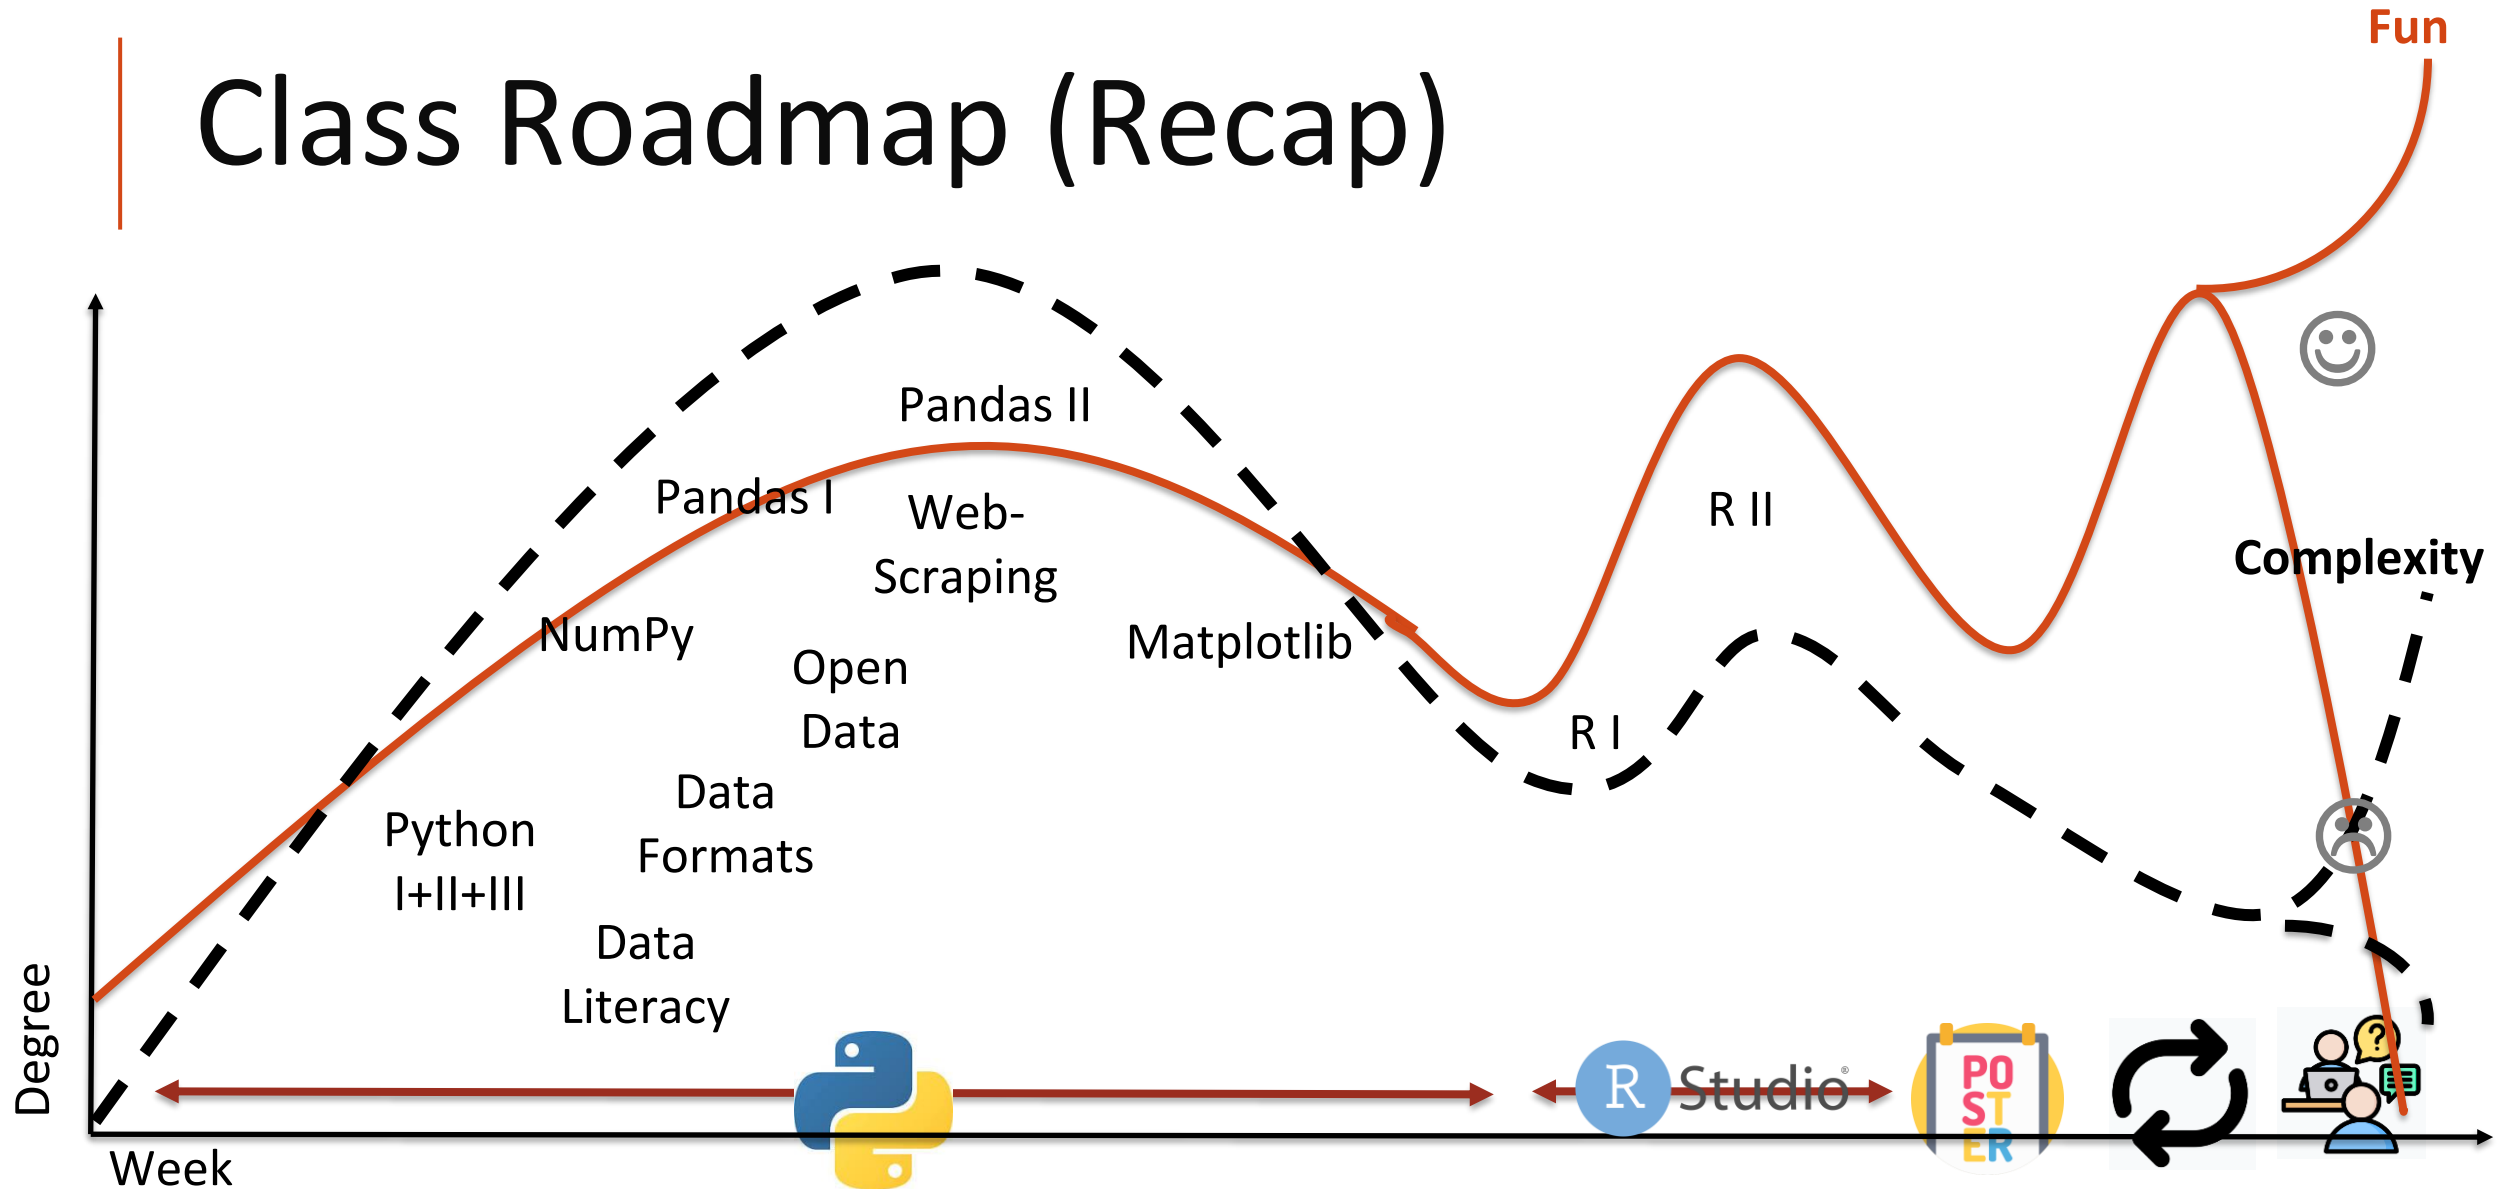 Fun
Class Roadmap (Recap)
Pandas II
Pandas I
Web-
Scraping
R II
Complexity
NumPy
Open
Data
Matplotlib
R I
Data
Formats
Python
I+II+III
Data
Literacy
Degree
R Studio®
PO
ST
ER
?
Week